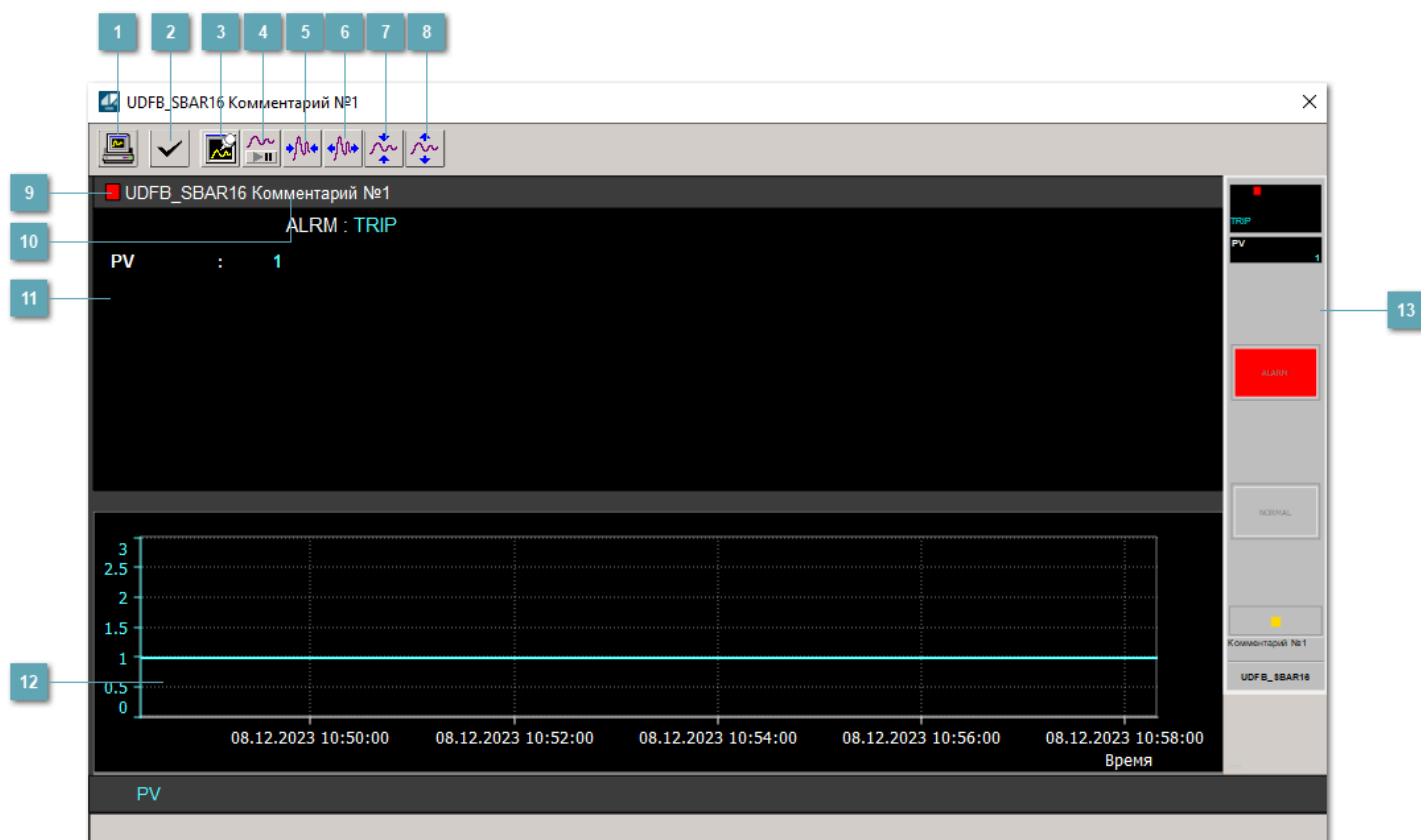 1 2 3 4 5 6 7 8
UDFB_SBAR16 Комментарий №1
9
UDFB_SBAR16 Комментарий №1
10
ALRM : TRIP
PV : 1
11
TRIP
PV
1
13
ALARM
NORMAL
Комментарий №1
UDFB_SBAR16
3
2.5
2
1.5
1
12
0.5
0
08.12.2023 10:50:00 08.12.2023 10:52:00 08.12.2023 10:54:00 08.12.2023 10:56:00 08.12.2023 10:58:00
Время
PV